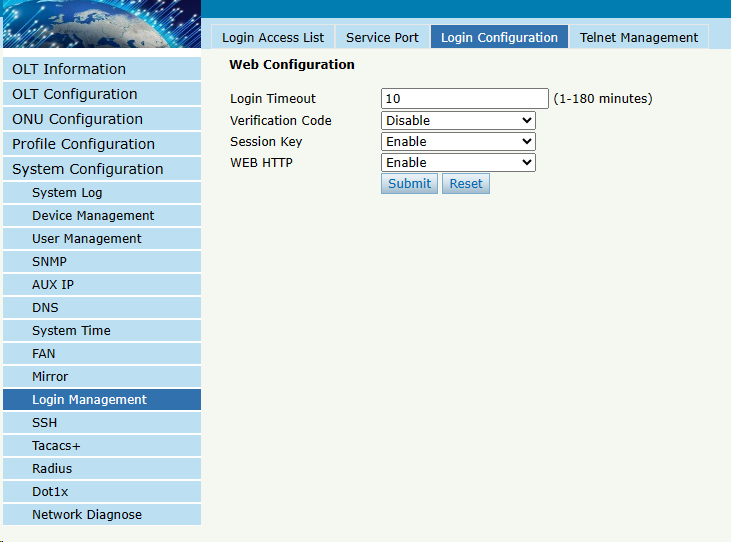 Login Access List Service Port Login Configuration Telnet Management
OLT Information
OLT Configuration
ONU Configuration
Profile Configuration
System Configuration
System Log
Device Management
User Management
SNMP
AUX IP
DNS
System Time
FAN
Mirror
Login Management
SSH
Tacacs+
Radius
Dot1x
Network Diagnose
Web Configuration
Login Timeout 10 (1-180 minutes)
Verification Code Disable
Session Key Enable
WEB HTTP Enable
Submit Reset